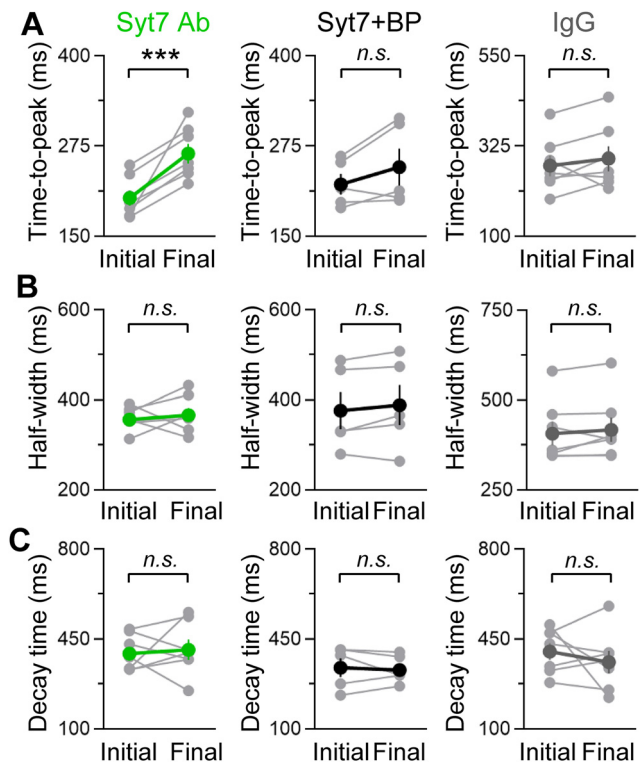 A
Syt7 Ab
Syt7+BP
IgG
Time-to-peak (ms)
400
275
150
***
Initial Final
Time-to-peak (ms)
400
275
150
n.s.
Initial Final
Time-to-peak (ms)
550
325
100
n.s.
Initial Final
B
Half-width (ms)
600
400
200
n.s.
Initial Final
Half-width (ms)
600
400
200
n.s.
Initial Final
Half-width (ms)
750
500
250
n.s.
Initial Final
C
Decay time (ms)
800
450
100
n.s.
Initial Final
Decay time (ms)
800
450
100
n.s.
Initial Final
Decay time (ms)
800
450
100
n.s.
Initial Final